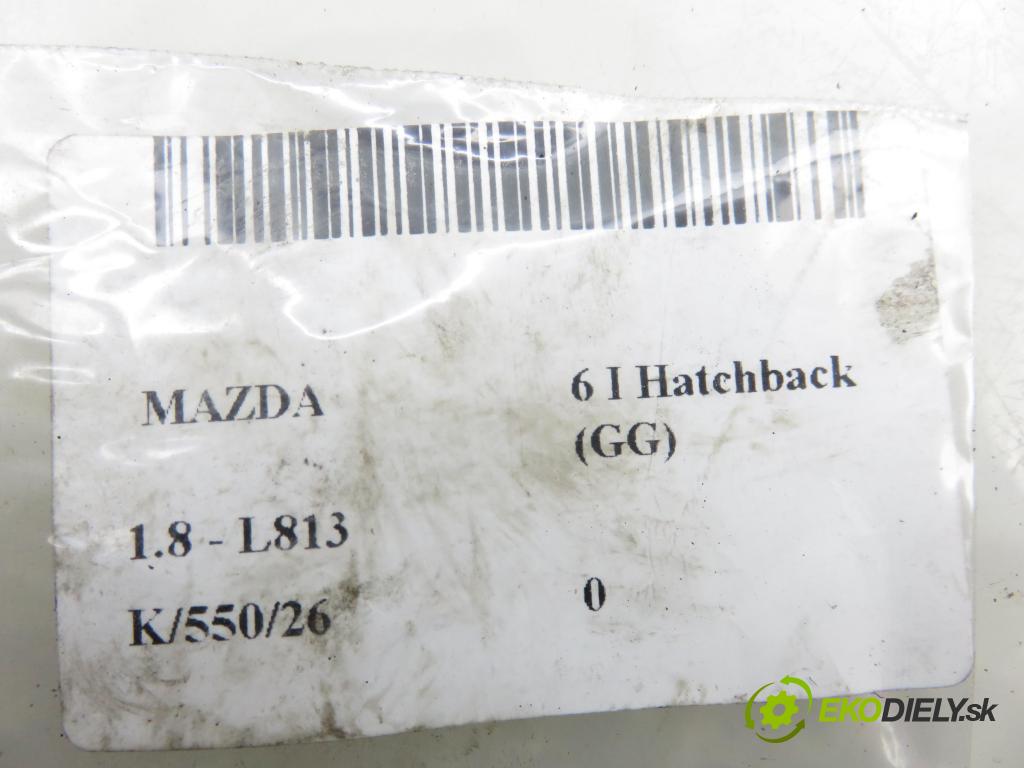 MAZDA
6 I Hatchback
(GG)
1.8 - L813
K/550/26
0
EKODIELY.sk